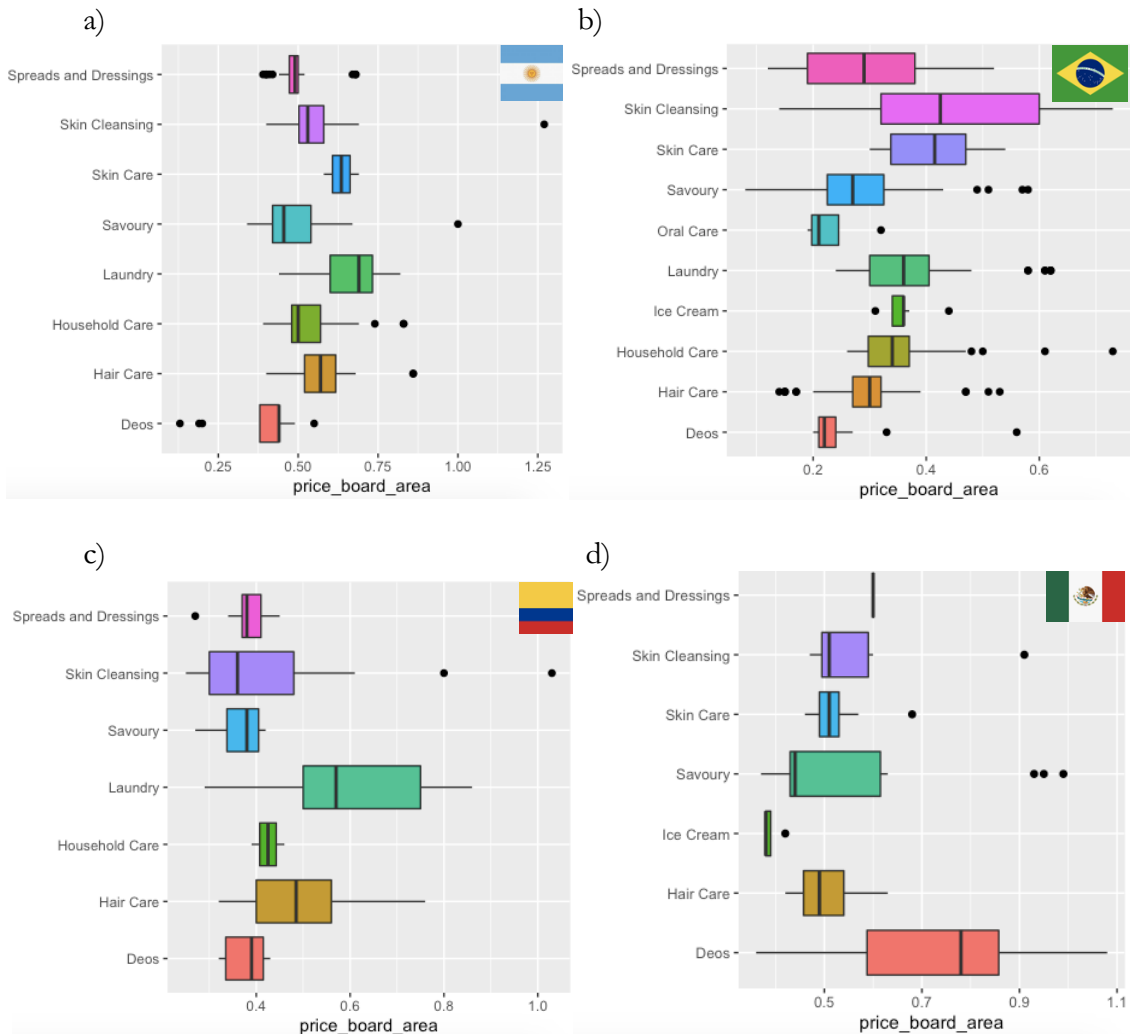 a)
Spreads and Dressings
Skin Cleansing
Skin Care
Savoury
Laundry
Household Care
Hair Care
Deos
0.25 0.50 0.75 1.00 1.25
price_board_area
b)
Spreads and Dressings
Skin Cleansing
Skin Care
Savoury
Oral Care
Laundry
Ice Cream
Household Care
Hair Care
Deos
0.2 0.4 0.6
price_board_area
c)
Spreads and Dressings
Skin Cleansing
Savoury
Laundry
Household Care
Hair Care
Deos
0.4 0.6 0.8 1.0
price_board_area
d)
Spreads and Dressings
Skin Cleansing
Skin Care
Savoury
Ice Cream
Hair Care
Deos
0.5 0.7 0.9 1.1
price_board_area